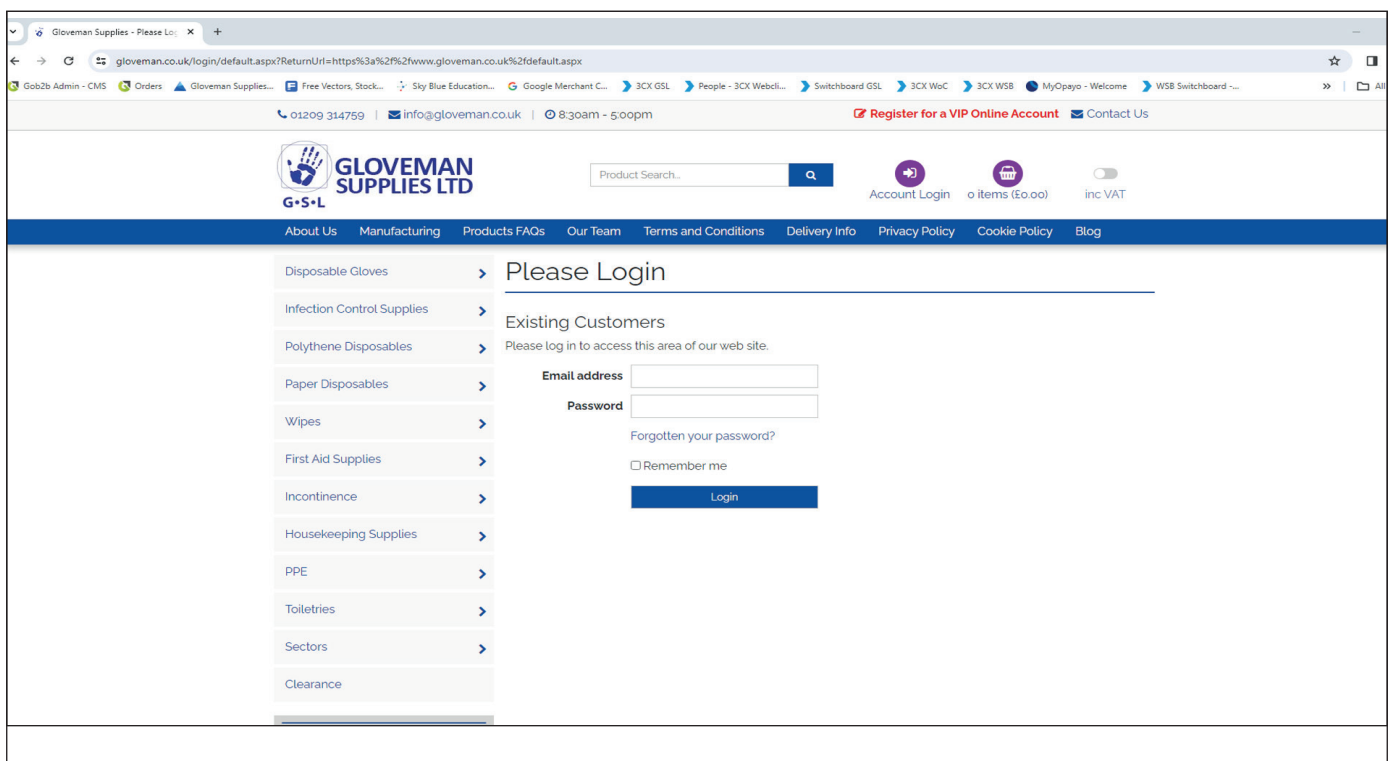 Gloveman Supplies - Please Log
gloveman.co.uk/login/default.aspx?ReturnUrl=https%3a%2f%2fwww.gloveman.co.uk%2fdefault.aspx
Gob2b Admin - CMS Orders Gloveman Supplies... Free Vectors, Stock... Sky Blue Education... Google Merchant C... 3CX GSL People - 3CX Webcli... Switchboard GSL 3CX WoC 3CX WSB MyOpayo - Welcome WSB Switchboard -... » All
01209 314759 | info@gloveman.co.uk | 8:30am - 5:00pm Register for a VIP Online Account Contact Us
GLOVEMAN
SUPPLIES LTD
G•S•L
Product Search...
Account Login 0 items (£0.00) inc VAT
About Us Manufacturing Products FAQs Our Team Terms and Conditions Delivery Info Privacy Policy Cookie Policy Blog
Disposable Gloves
Infection Control Supplies
Polythene Disposables
Paper Disposables
Wipes
First Aid Supplies
Incontinence
Housekeeping Supplies
PPE
Toiletries
Sectors
Clearance
Please Login
Existing Customers
Please log in to access this area of our web site.
Email address
Password
Forgotten your password?
Remember me
Login